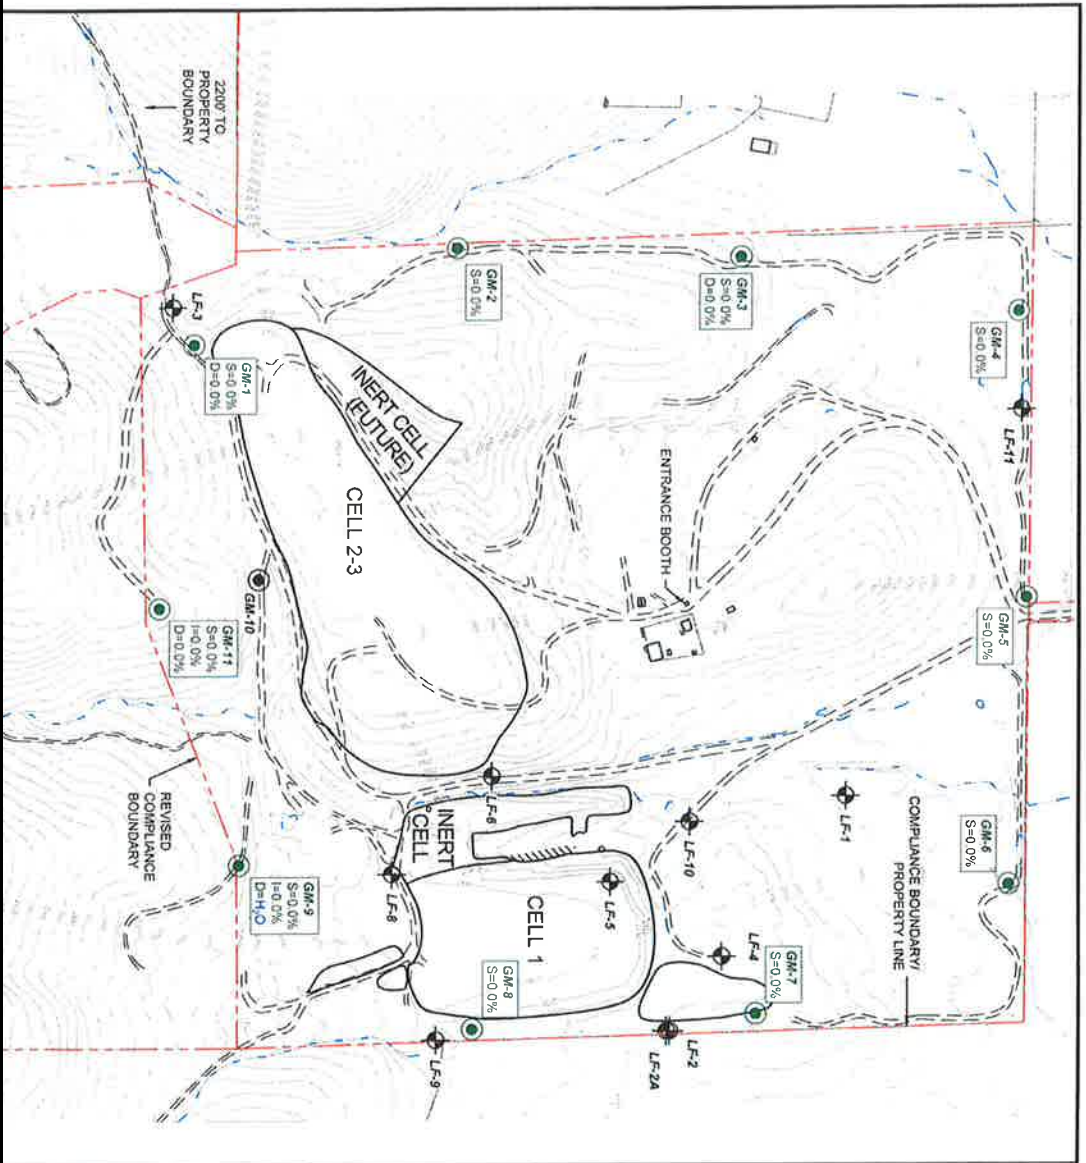 2200' TO
PROPERTY
BOUNDARY
LF-3
GM-1
S=0.0%
D=0.0%
GM-2
S=0.0%
GM-3
S=0.0%
D=0.0%
GM-4
S=0.0%
LF-11
INERT CELL
(FUTURE)
CELL 2-3
ENTRANCE BOOTH
GM-5
S=0.0%
GM-10
GM-11
S=0.0%
I=0.0%
D=0.0%
REVISED
COMPLIANCE
BOUNDARY
LF-6
INERT
CELL
LF-10
LF-1
COMPLIANCE BOUNDARY/
PROPERTY LINE
GM-6
S=0.0%
GM-9
S=0.0%
I=0.0%
D=H₂O
LF-8
LF-5
CELL 1
LF-4
GM-7
S=0.0%
GM-8
S=0.0%
LF-9
LF-2
LF-2A